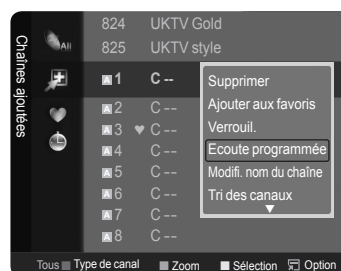 824 UKTV Gold
825 UKTV style
Chaînes ajoutées
All
A 1 C --
A 2 C --
A 3 ♥ C --
A 4 C --
A 5 C --
A 6 C --
A 7 C --
A 8 C --
Supprimer
Ajouter aux favoris
Verrouil.
Ecoute programmée
Modifi. nom du chaîne
Tri des canaux
▼
Tous Type de canal Zoom Sélection Option